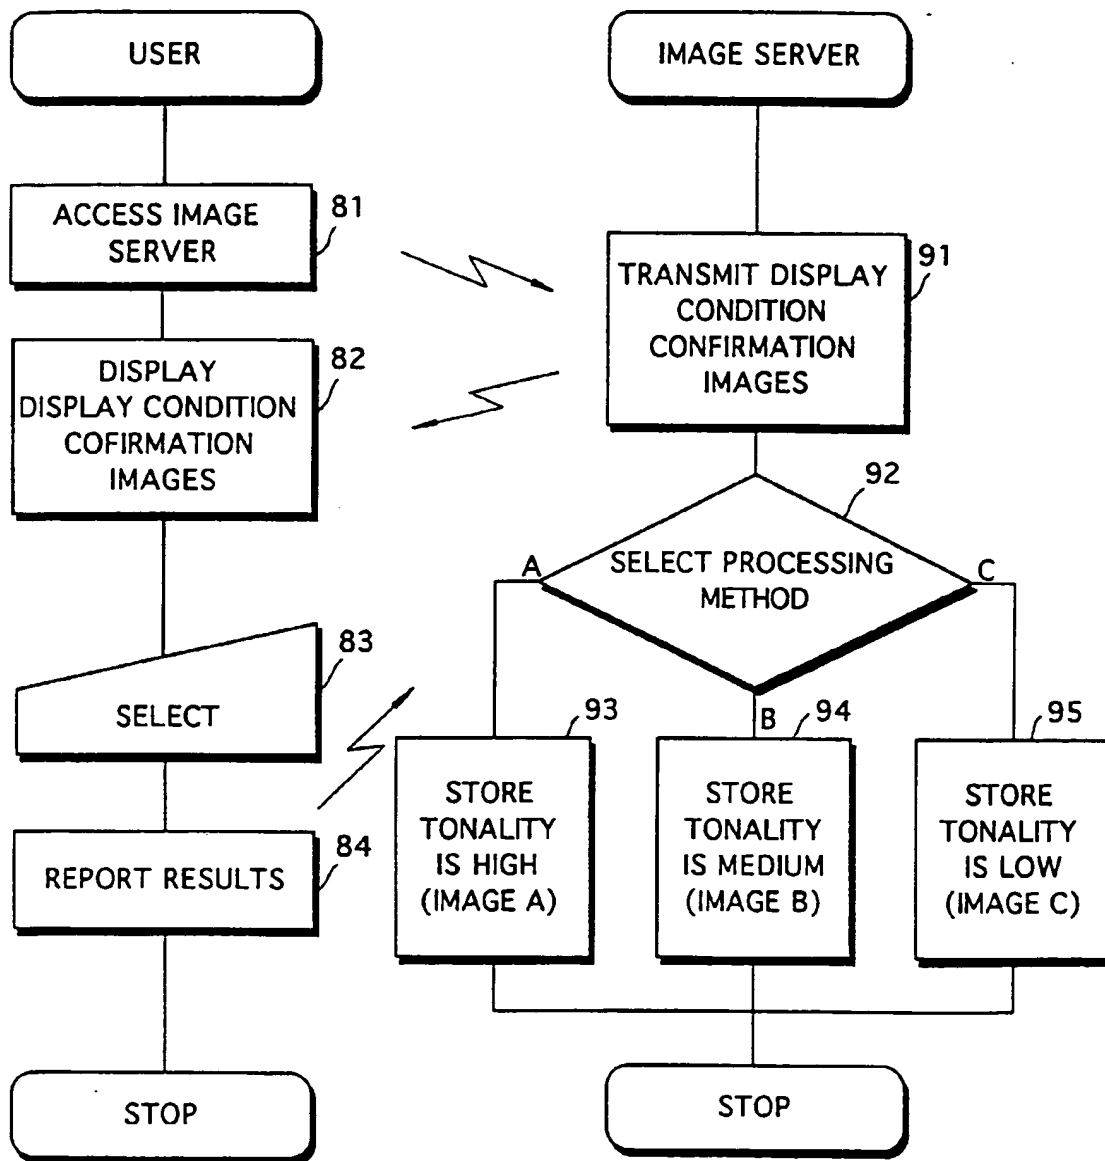 USER
ACCESS IMAGE
SERVER
81
DISPLAY
DISPLAY CONDITION
COFIRMATION
IMAGES
82
SELECT
83
REPORT RESULTS
84
STOP
IMAGE SERVER
TRANSMIT DISPLAY
CONDITION
CONFIRMATION
IMAGES
91
SELECT PROCESSING
METHOD
92
A
B
C
STORE
TONALITY
IS HIGH
(IMAGE A)
93
STORE
TONALITY
IS MEDIUM
(IMAGE B)
94
STORE
TONALITY
IS LOW
(IMAGE C)
95
STOP